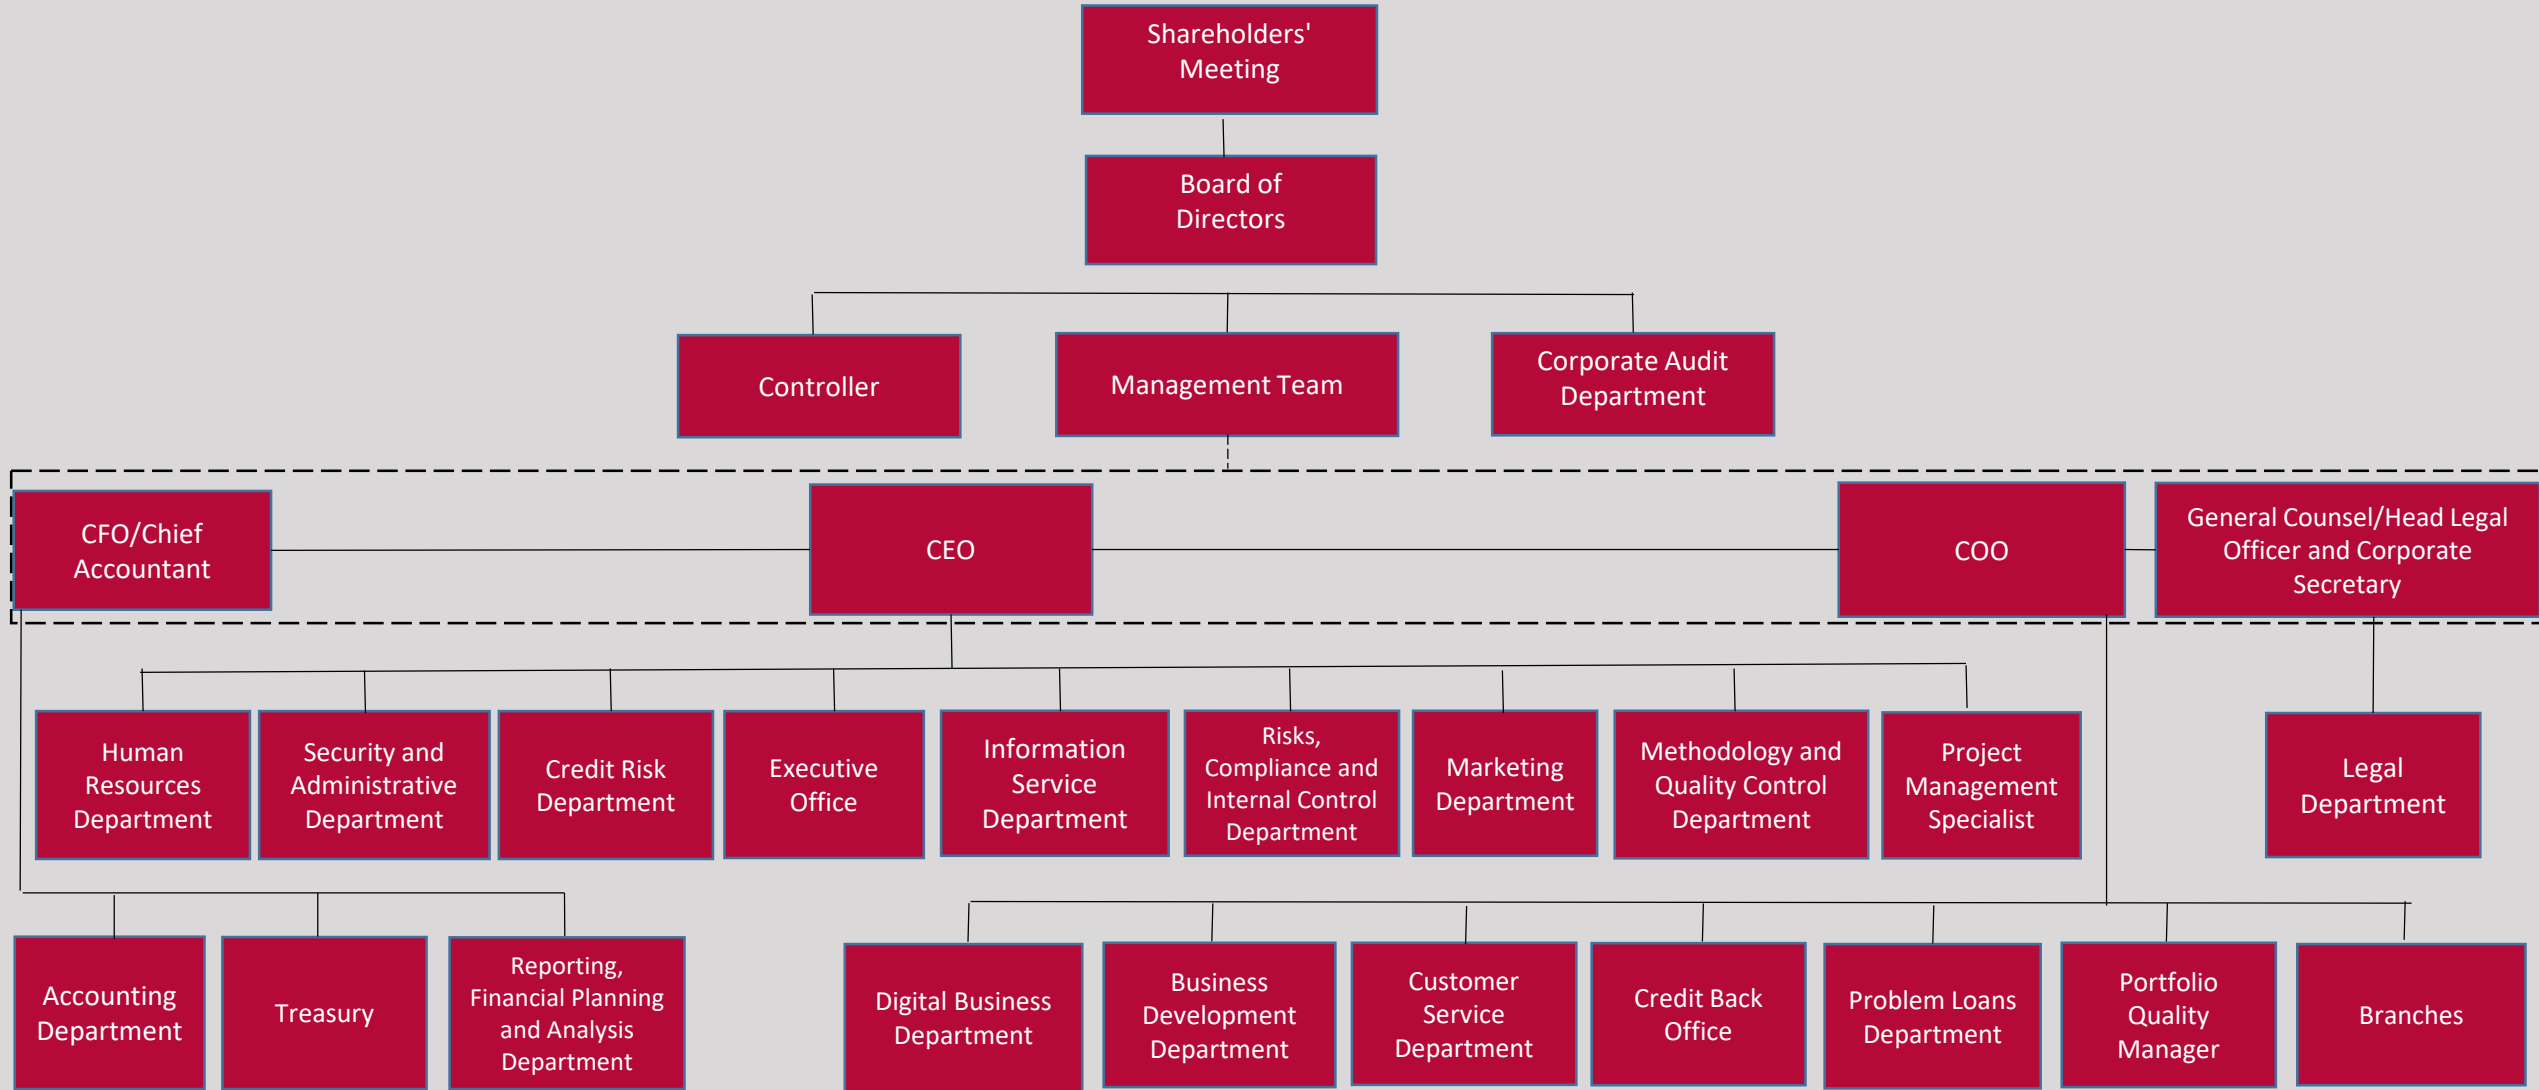 Shareholders'
Meeting
Board of
Directors
Controller
Management Team
Corporate Audit
Department
CFO/Chief
Accountant
CEO
COO
General Counsel/Head Legal
Officer and Corporate
Secretary
Human
Resources
Department
Security and
Administrative
Department
Credit Risk
Department
Executive
Office
Information
Service
Department
Risks,
Compliance and
Internal Control
Department
Marketing
Department
Methodology and
Quality Control
Department
Project
Management
Specialist
Legal
Department
Accounting
Department
Treasury
Reporting,
Financial Planning
and Analysis
Department
Digital Business
Department
Business
Development
Department
Customer
Service
Department
Credit Back
Office
Problem Loans
Department
Portfolio
Quality
Manager
Branches